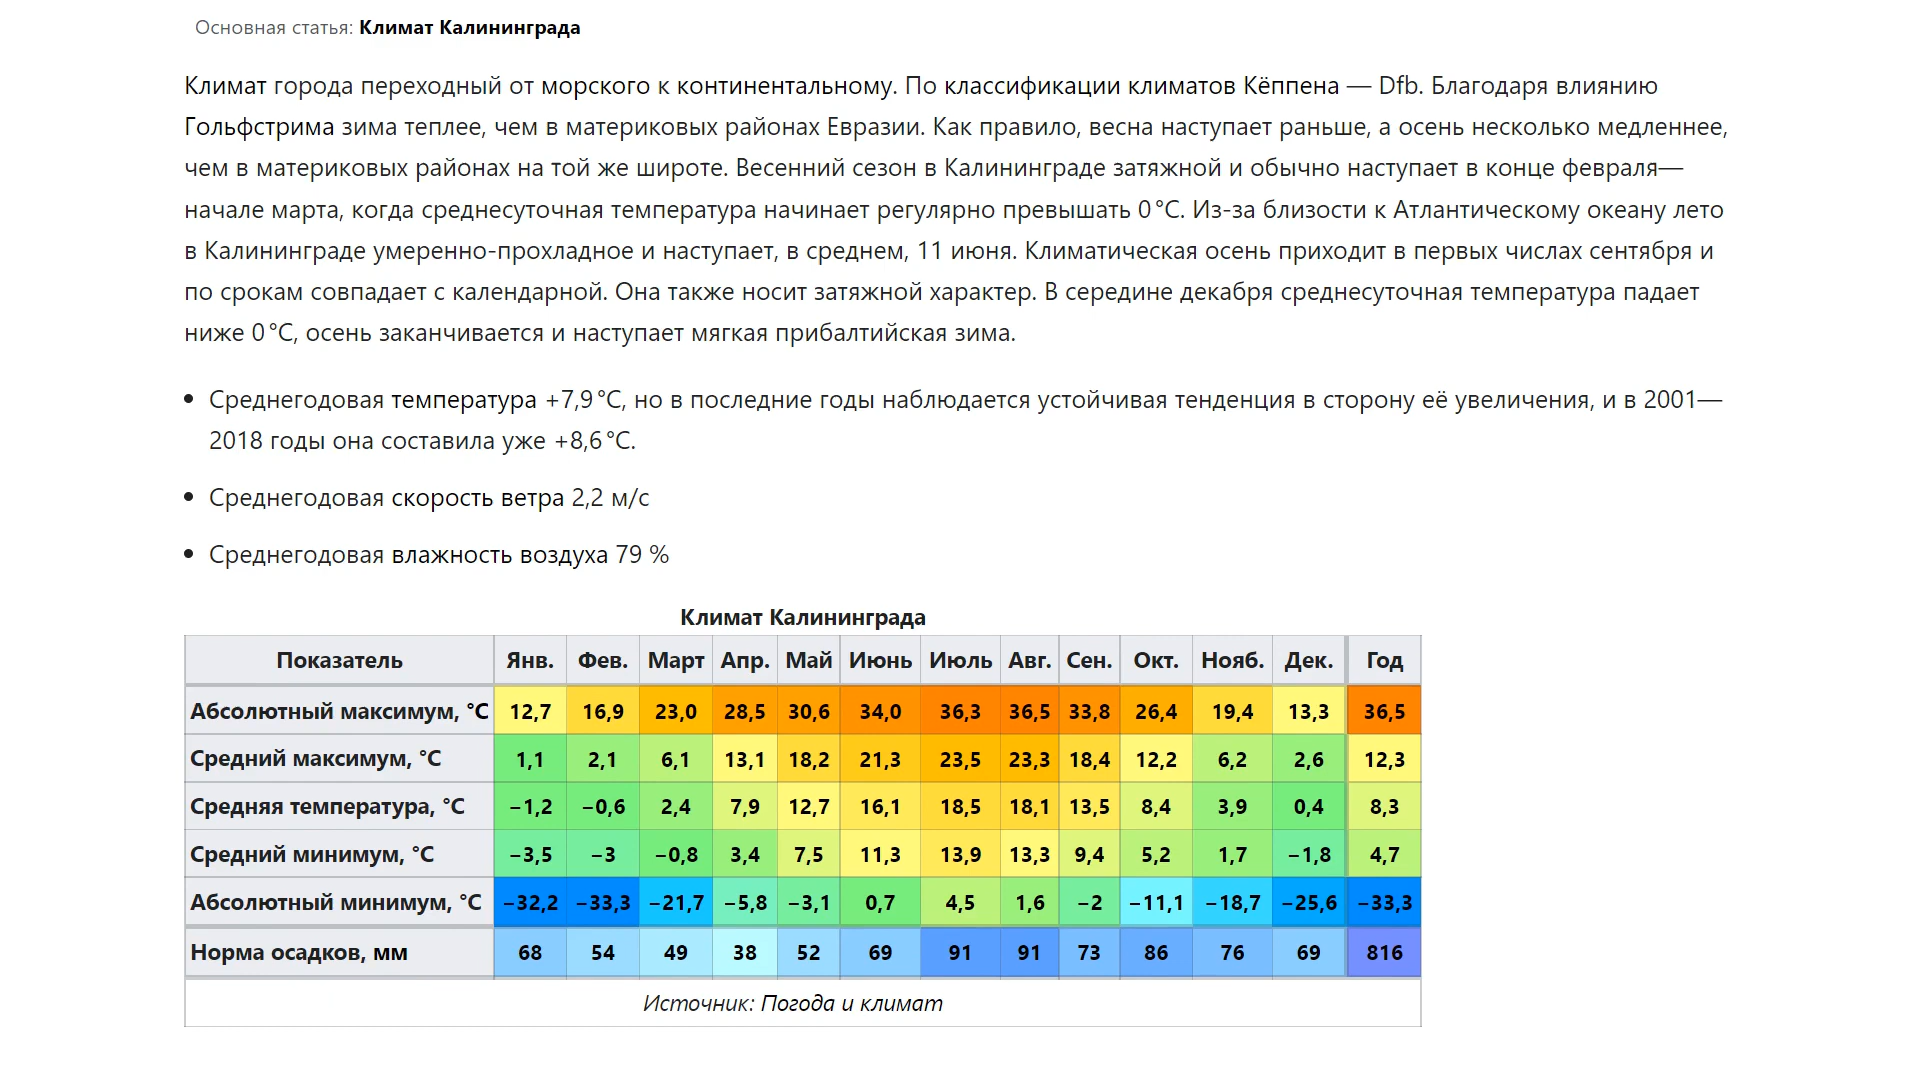 Основная статья: Климат Калининграда
Климат города переходный от морского к континентальному. По классификации климатов Кёппена — Dfb. Благодаря влиянию
Гольфстрима зима теплее, чем в материковых районах Евразии. Как правило, весна наступает раньше, а осень несколько медленнее,
чем в материковых районах на той же широте. Весенний сезон в Калининграде затяжной и обычно наступает в конце февраля—
начале марта, когда среднесуточная температура начинает регулярно превышать 0 °C. Из-за близости к Атлантическому океану лето
в Калининграде умеренно-прохладное и наступает, в среднем, 11 июня. Климатическая осень приходит в первых числах сентября и
по срокам совпадает с календарной. Она также носит затяжной характер. В середине декабря среднесуточная температура падает
ниже 0 °C, осень заканчивается и наступает мягкая прибалтийская зима.
• Среднегодовая температура +7,9 °C, но в последние годы наблюдается устойчивая тенденция в сторону её увеличения, и в 2001—
2018 годы она составила уже +8,6 °C.
• Среднегодовая скорость ветра 2,2 м/с
• Среднегодовая влажность воздуха 79 %
Климат Калининграда
Показатель Янв. Фев. Март Апр. Май Июнь Июль Авг. Сен. Окт. Нояб. Дек. Год
Абсолютный максимум, °C 12,7 16,9 23,0 28,5 30,6 34,0 36,3 36,5 33,8 26,4 19,4 13,3 36,5
Средний максимум, °C 1,1 2,1 6,1 13,1 18,2 21,3 23,5 23,3 18,4 12,2 6,2 2,6 12,3
Средняя температура, °C −1,2 −0,6 2,4 7,9 12,7 16,1 18,5 18,1 13,5 8,4 3,9 0,4 8,3
Средний минимум, °C −3,5 −3 −0,8 3,4 7,5 11,3 13,9 13,3 9,4 5,2 1,7 −1,8 4,7
Абсолютный минимум, °C −32,2 −33,3 −21,7 −5,8 −3,1 0,7 4,5 1,6 −2 −11,1 −18,7 −25,6 −33,3
Норма осадков, мм 68 54 49 38 52 69 91 91 73 86 76 69 816
Источник: Погода и климат